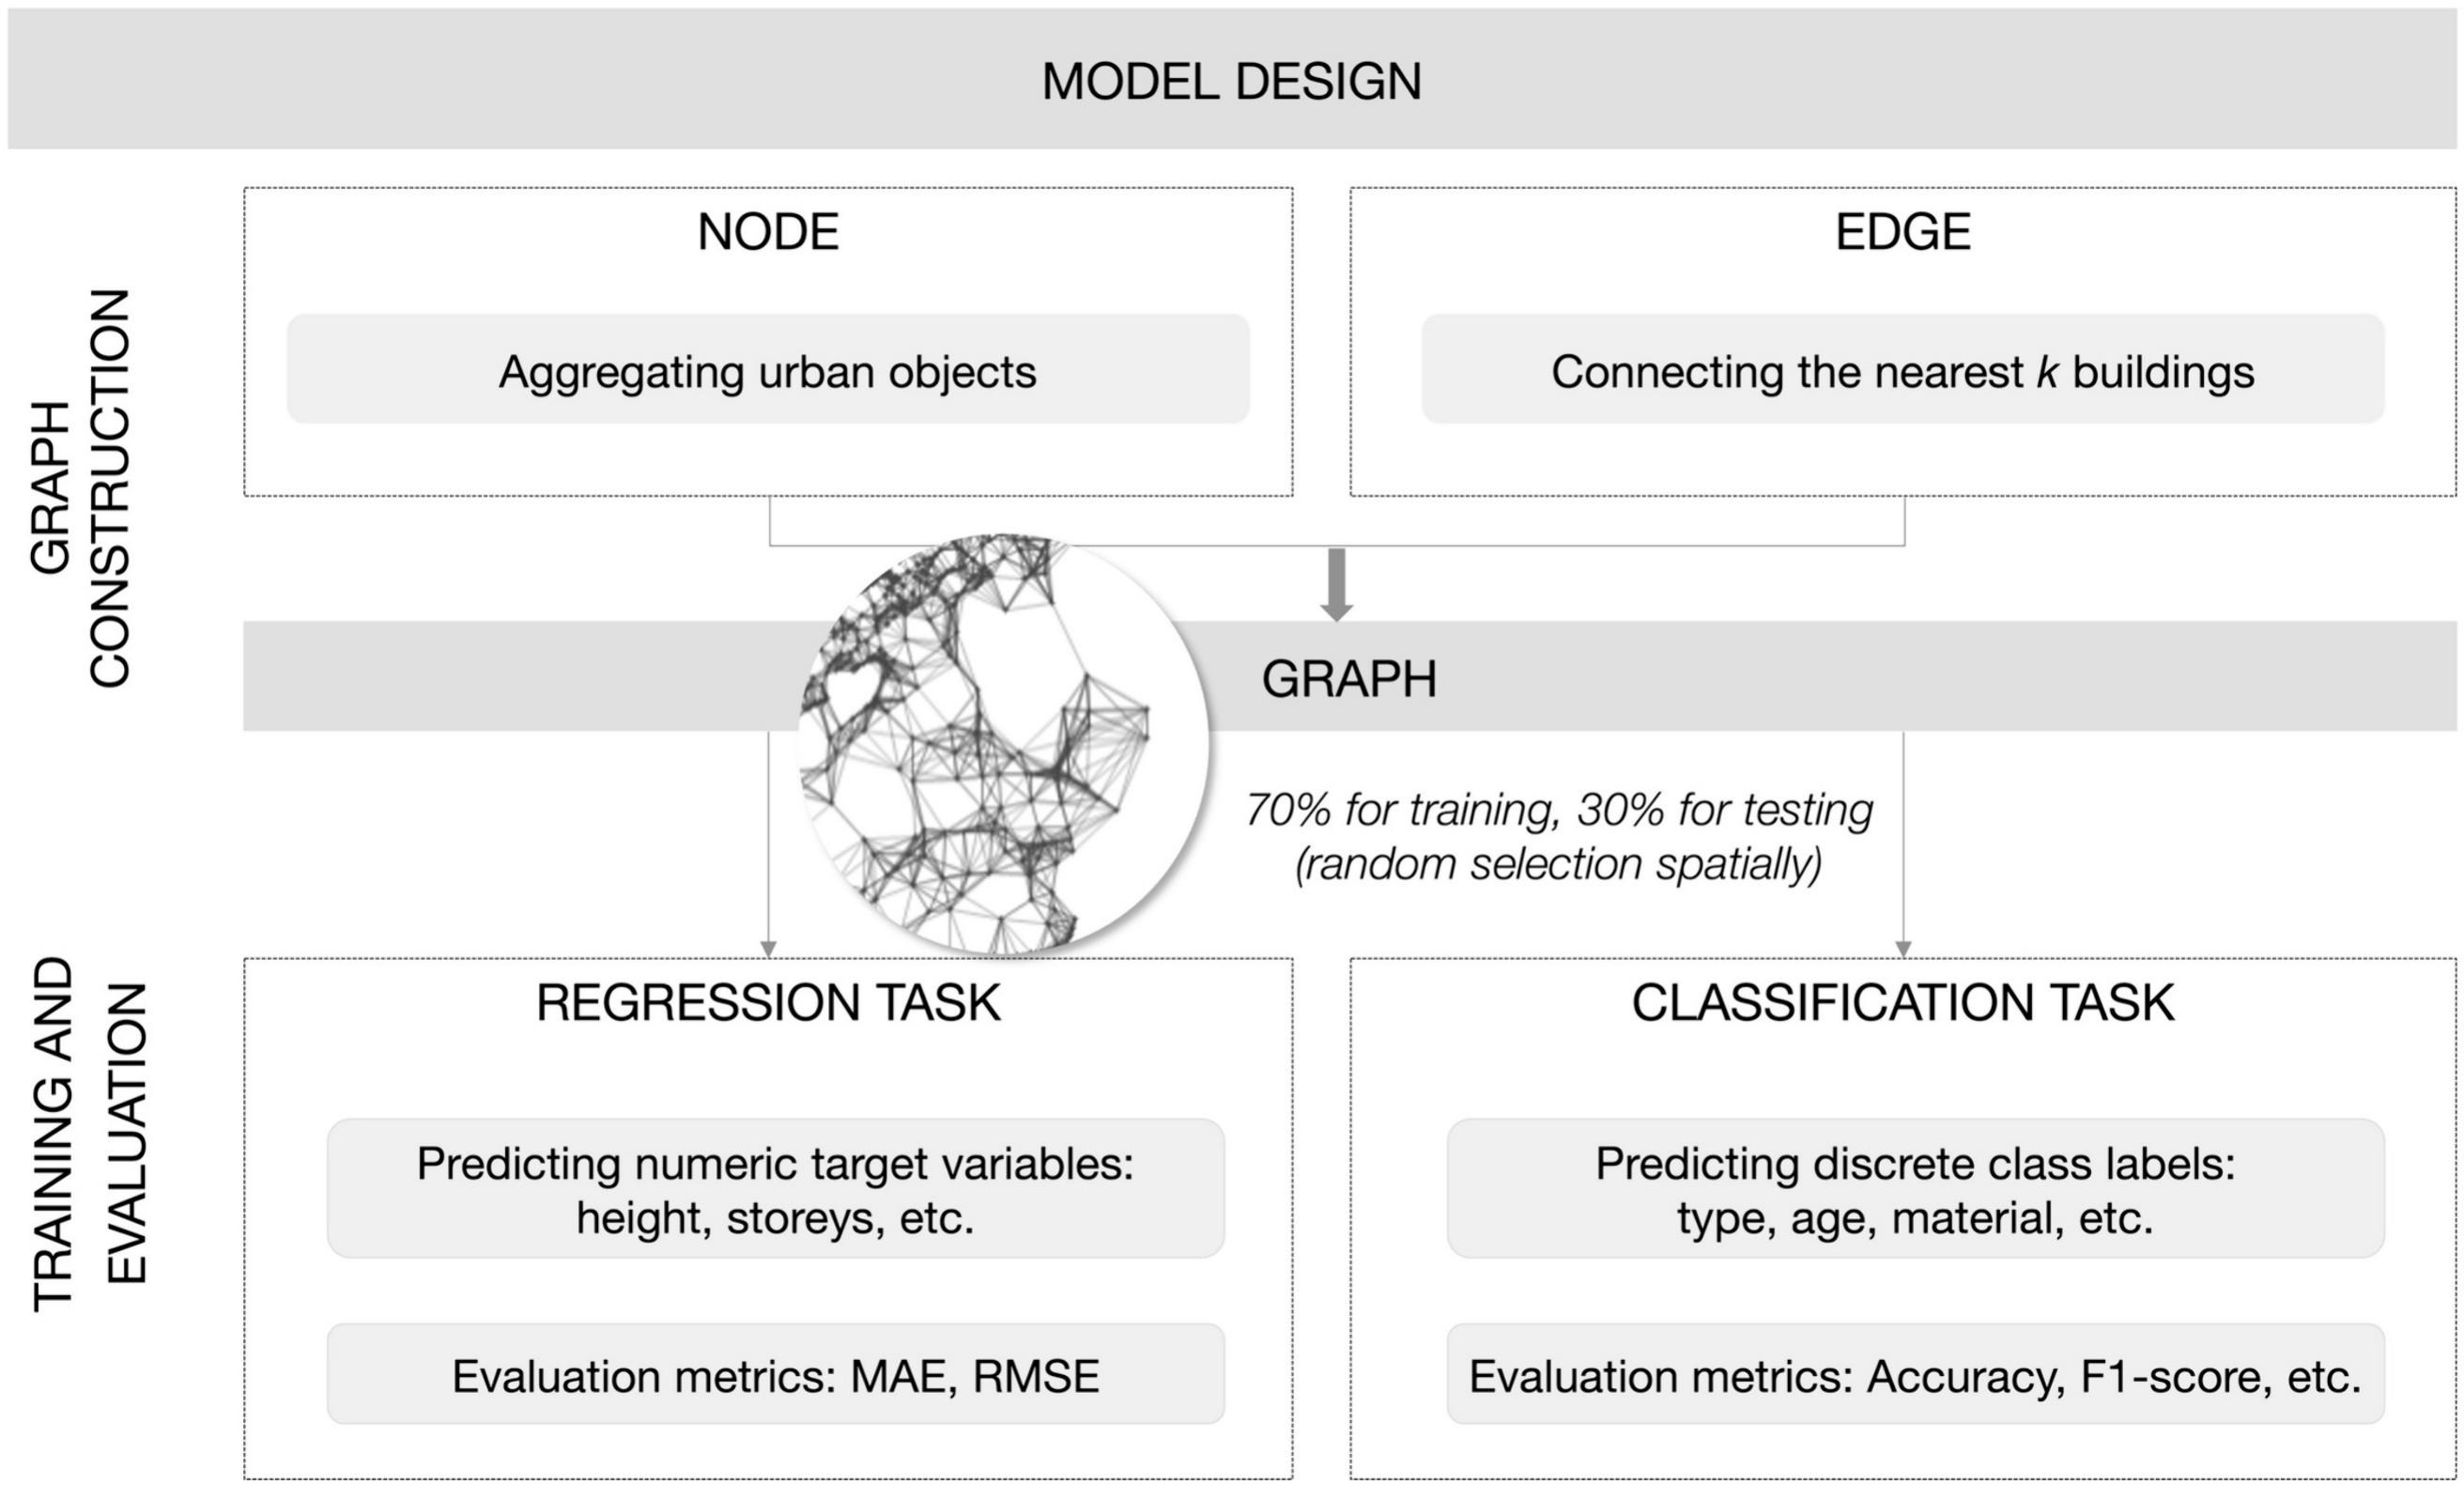 MODEL DESIGN
GRAPH
CONSTRUCTION
NODE
Aggregating urban objects
EDGE
Connecting the nearest k buildings
GRAPH
70% for training, 30% for testing
(random selection spatially)
TRAINING AND
EVALUATION
REGRESSION TASK
Predicting numeric target variables:
height, storeys, etc.
Evaluation metrics: MAE, RMSE
CLASSIFICATION TASK
Predicting discrete class labels:
type, age, material, etc.
Evaluation metrics: Accuracy, F1-score, etc.